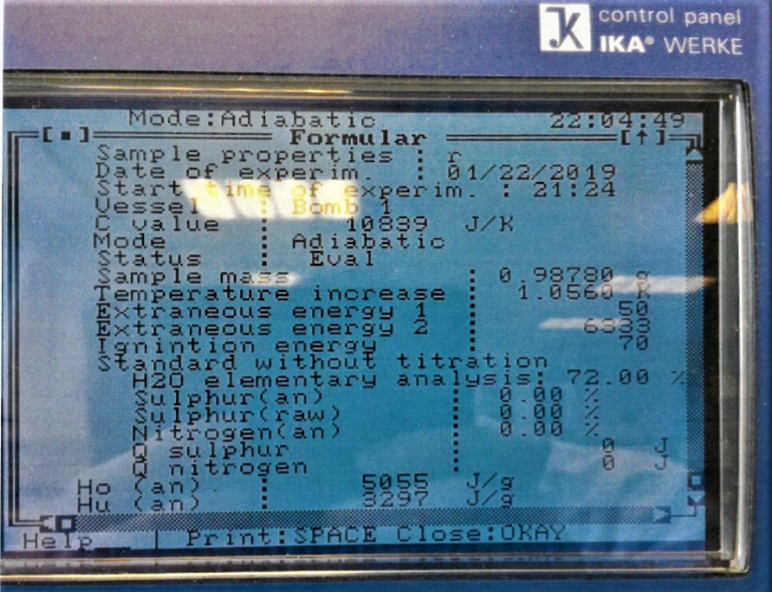 control panel
IKA® WERKE
Mode:Adiabatic 22:04:49
Formular
Sample properties : r
Date of experim. : 01/22/2019
Start time of experim. : 21:24
Vessel : Bomb 1
C value : 10839 J/K
Mode : Adiabatic
Status : Eval
Sample mass : 0.98780 g
Temperature increase : 1.0560 K
Extraneous energy 1 : 50
Extraneous energy 2 : 6333
Ignintion energy : 70
Standard without titration
H2O elementary analysis: 72.00 %
Sulphur(an) : 0.00 %
Sulphur(raw) : 0.00 %
Nitrogen(an) : 0.00 %
Q sulphur : 0 J
Q nitrogen : 0 J
Ho (an) : 5055 J/g
Hu (an) : 3297 J/g
Help Print:SPACE Close:OKAY